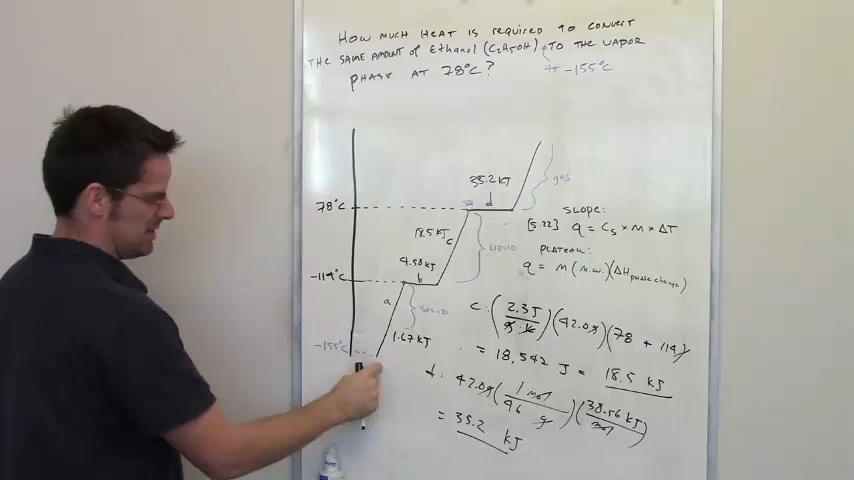 HOW MUCH HEAT is required to convert
THE SAME AMOUNT of Ethanol (C2H5OH) TO THE VAPOR
AT -155°C
PHASE AT 78°C?
35.2 KJ
d
gas
78°C
SLOPE:
[5.22] q = Cs × m × ΔT
18.5 KJ
C
LIQUID
PLATEAU:
q = m (m.w.)(ΔH phase change)
4.58 KJ
b
-114°C
a
SOLID
1.67 KJ
-155°C
C: (2.3 J / g·K)(42.0g)(78 + 114)
= 18,542 J = 18.5 KJ
d: 42.0g (1 mol / 46 g)(38.56 KJ / mol)
= 35.2 KJ